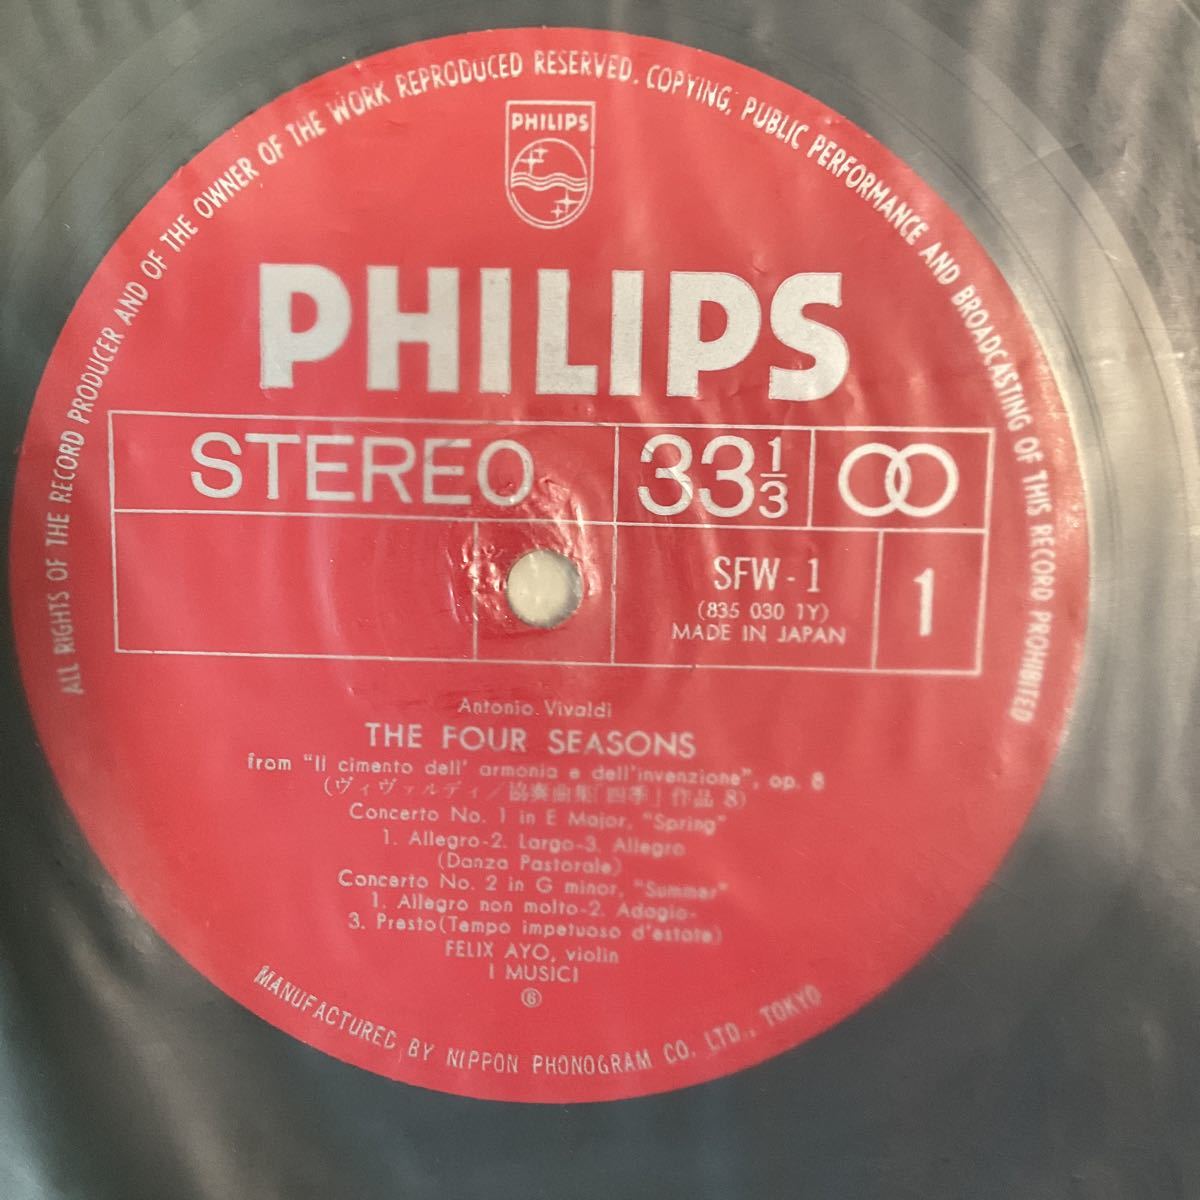 ALL RIGHTS OF THE RECORD PRODUCER AND OF THE OWNER OF THE WORK REPRODUCED RESERVED. COPYING, PUBLIC PERFORMANCE AND BROADCASTING OF THIS RECORD PROHIBITED
PHILIPS
PHILIPS
STEREO 33 1/3
SFW - 1
(835 030 1Y)
MADE IN JAPAN
1
Antonio Vivaldi
THE FOUR SEASONS
from "Il cimento dell' armonia e dell'invenzione", op. 8
(ヴィヴァルディ/協奏曲集「四季」作品 8)
Concerto No. 1 in E Major, "Spring"
1. Allegro-2. Largo-3. Allegro
(Danza Pastorale)
Concerto No. 2 in G minor, "Summer"
1. Allegro non molto-2. Adagio-
3. Presto(Tempo impetuoso d'estate)
FELIX AYO, violin
I MUSICI
⑥
MANUFACTURED BY NIPPON PHONOGRAM CO. LTD., TOKYO